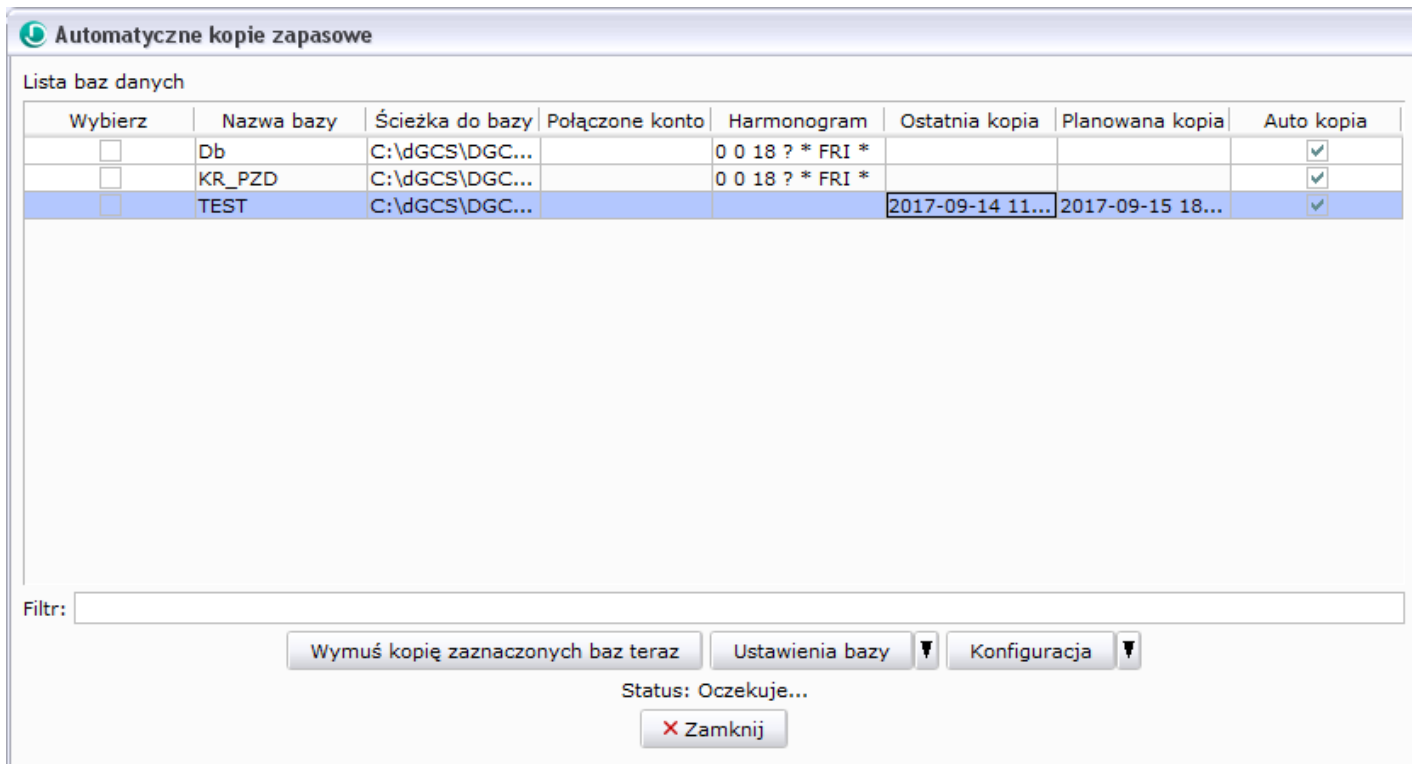 Automatyczne kopie zapasowe
Lista baz danych
Wybierz Nazwa bazy Ścieżka do bazy Połączone konto Harmonogram Ostatnia kopia Planowana kopia Auto kopia
Db C:\dGCS\DGC... 0 0 18 ? * FRI *
KR_PZD C:\dGCS\DGC... 0 0 18 ? * FRI *
TEST C:\dGCS\DGC... 2017-09-14 11... 2017-09-15 18...
Filtr:
Wymuś kopię zaznaczonych baz teraz Ustawienia bazy Konfiguracja
Status: Oczekuje...
Zamknij